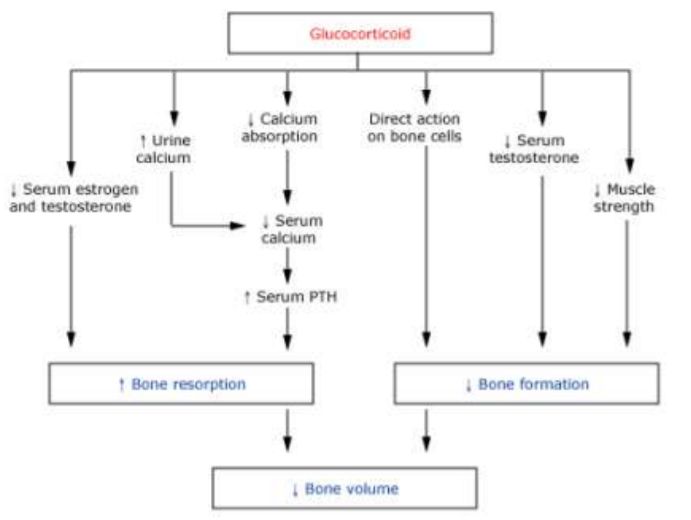 Glucocorticoid
↓ Serum estrogen
and testosterone
↑ Urine
calcium
↓ Calcium
absorption
Direct action
on bone cells
↓ Serum
testosterone
↓ Muscle
strength
↓ Serum
calcium
↑ Serum PTH
↑ Bone resorption
↓ Bone formation
↓ Bone volume